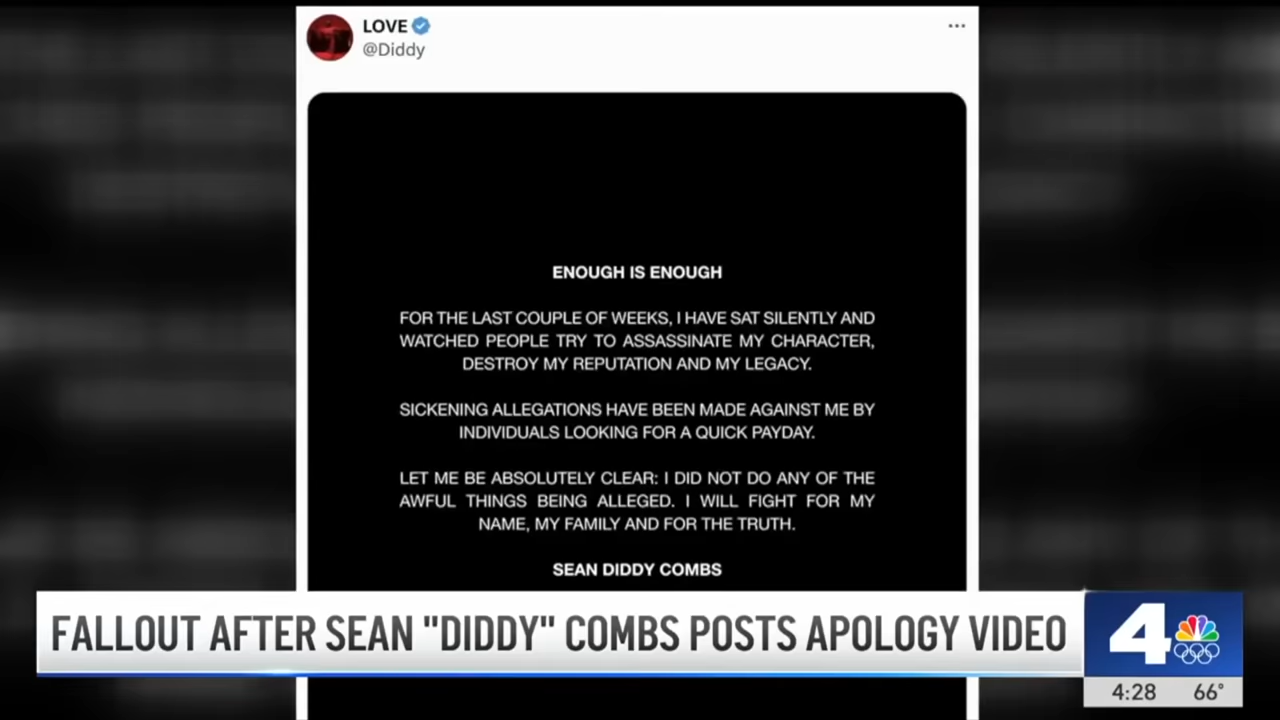 LOVE
@Diddy
ENOUGH IS ENOUGH
FOR THE LAST COUPLE OF WEEKS, I HAVE SAT SILENTLY AND
WATCHED PEOPLE TRY TO ASSASSINATE MY CHARACTER,
DESTROY MY REPUTATION AND MY LEGACY.
SICKENING ALLEGATIONS HAVE BEEN MADE AGAINST ME BY
INDIVIDUALS LOOKING FOR A QUICK PAYDAY.
LET ME BE ABSOLUTELY CLEAR: I DID NOT DO ANY OF THE
AWFUL THINGS BEING ALLEGED. I WILL FIGHT FOR MY
NAME, MY FAMILY AND FOR THE TRUTH.
SEAN DIDDY COMBS
FALLOUT AFTER SEAN "DIDDY" COMBS POSTS APOLOGY VIDEO
4
4:28 66°